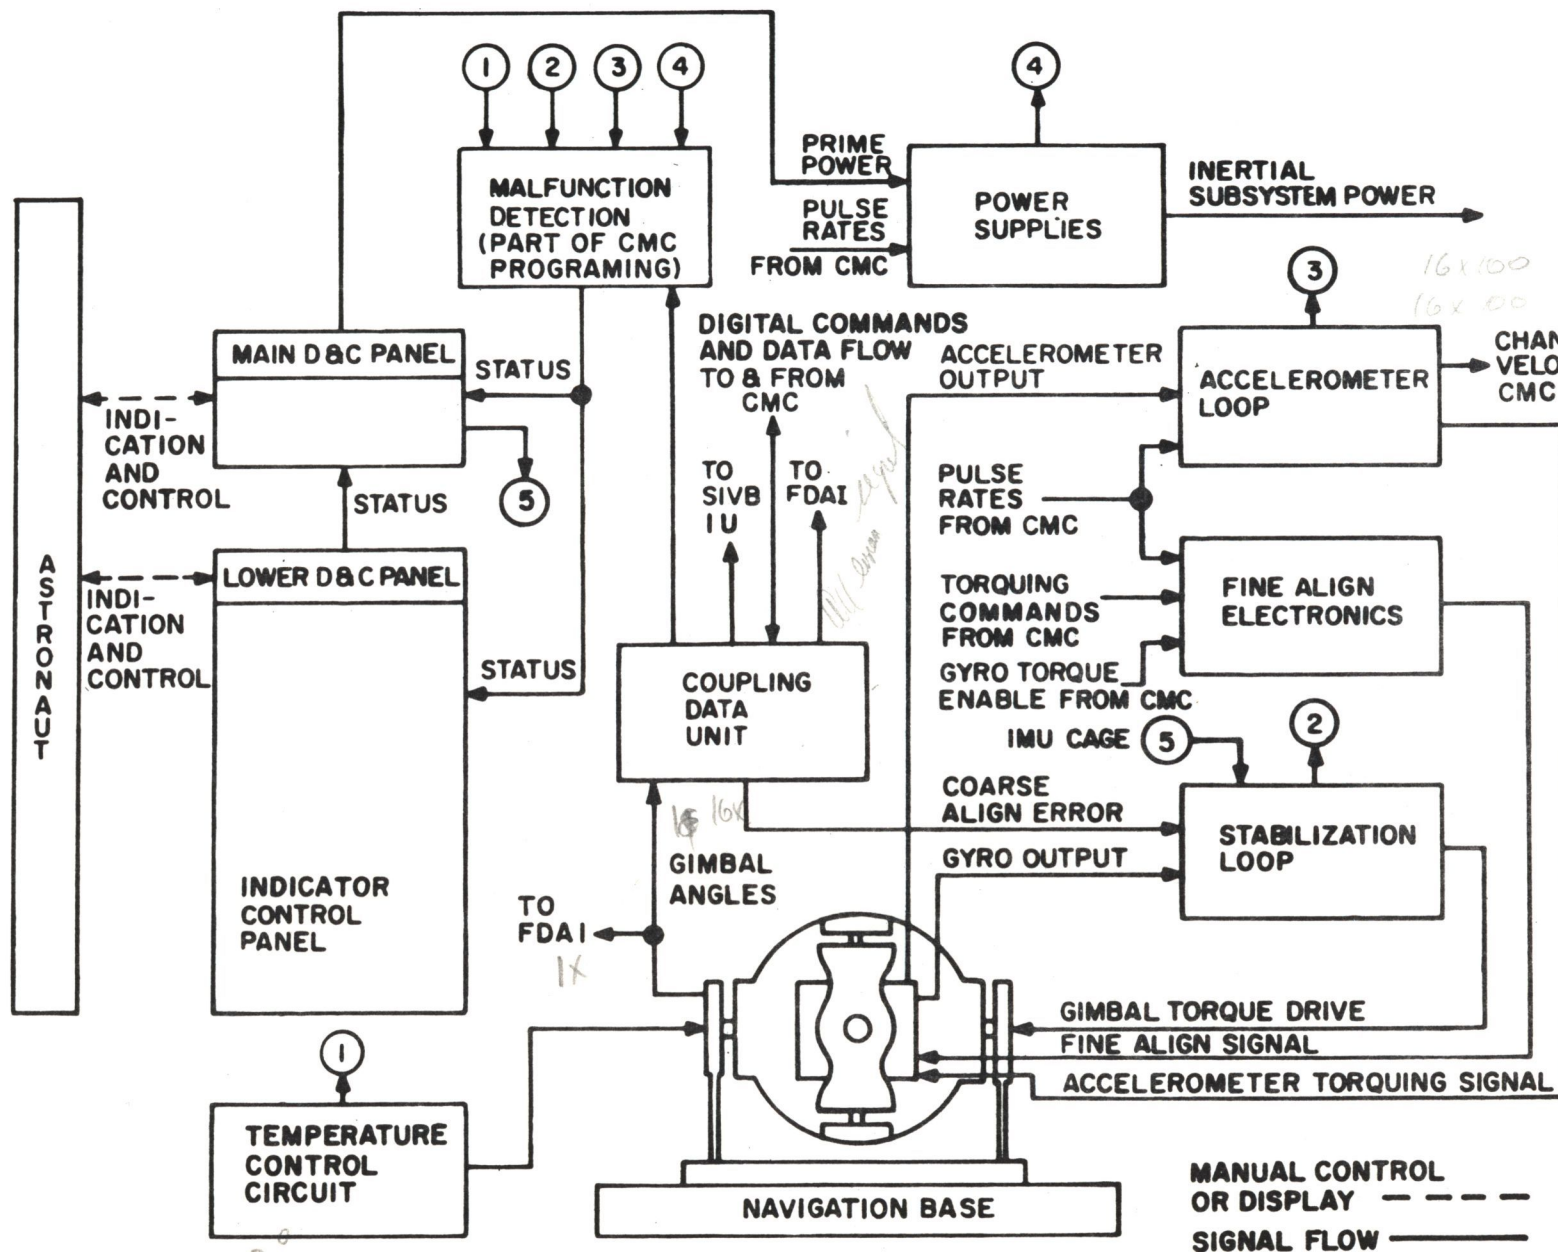 1
2
3
4
4
MALFUNCTION
DETECTION
(PART OF CMC
PROGRAMING)
PRIME
POWER
PULSE
RATES
FROM CMC
POWER
SUPPLIES
INERTIAL
SUBSYSTEM POWER
16x100
3
MAIN D&C PANEL
STATUS
INDI-
CATION
AND
CONTROL
5
STATUS
DIGITAL COMMANDS
AND DATA FLOW
TO & FROM
CMC
TO
SIVB
IU
TO
FDAI
ACCELEROMETER
OUTPUT
ACCELEROMETER
LOOP
CHAN
VELO
CMC
PULSE
RATES
FROM CMC
ASTRONAUT
LOWER D&C PANEL
INDI-
CATION
AND
CONTROL
STATUS
INDICATOR
CONTROL
PANEL
COUPLING
DATA
UNIT
TORQUING
COMMANDS
FROM CMC
GYRO TORQUE
ENABLE FROM CMC
FINE ALIGN
ELECTRONICS
IMU CAGE
5
2
COARSE
ALIGN ERROR
GYRO OUTPUT
STABILIZATION
LOOP
16x
GIMBAL
ANGLES
TO
FDAI
1x
GIMBAL TORQUE DRIVE
FINE ALIGN SIGNAL
ACCELEROMETER TORQUING SIGNAL
1
TEMPERATURE
CONTROL
CIRCUIT
NAVIGATION BASE
MANUAL CONTROL
OR DISPLAY
SIGNAL FLOW